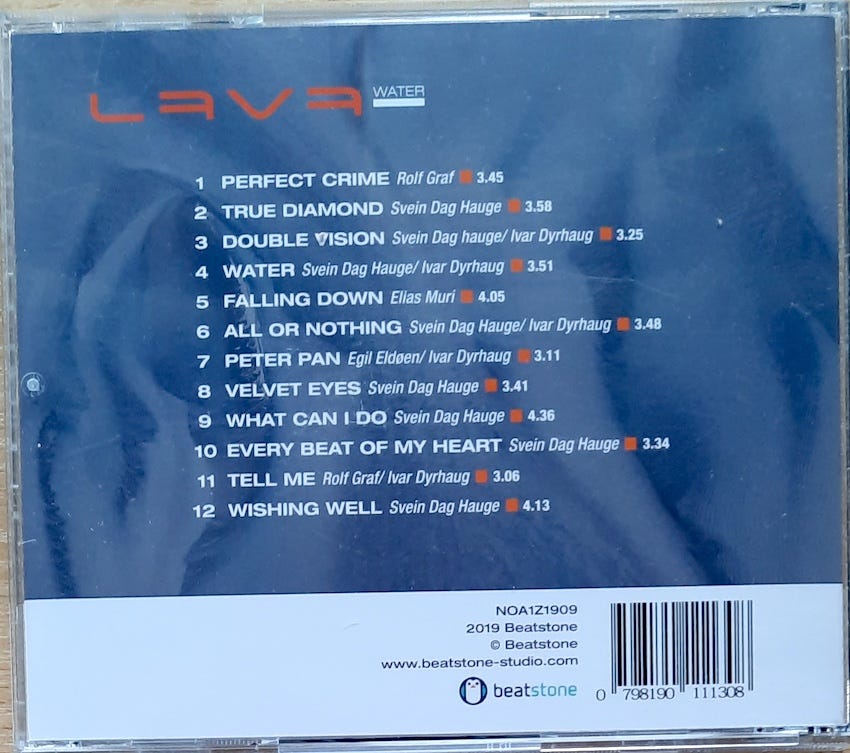 LAVA WATER
1 PERFECT CRIME Rolf Graf 3.45
2 TRUE DIAMOND Svein Dag Hauge 3.58
3 DOUBLE VISION Svein Dag hauge/ Ivar Dyrhaug 3.25
4 WATER Svein Dag Hauge/ Ivar Dyrhaug 3.51
5 FALLING DOWN Elias Muri 4.05
6 ALL OR NOTHING Svein Dag Hauge/ Ivar Dyrhaug 3.48
7 PETER PAN Egil Eldøen/ Ivar Dyrhaug 3.11
8 VELVET EYES Svein Dag Hauge 3.41
9 WHAT CAN I DO Svein Dag Hauge 4.36
10 EVERY BEAT OF MY HEART Svein Dag Hauge 3.34
11 TELL ME Rolf Graf/ Ivar Dyrhaug 3.06
12 WISHING WELL Svein Dag Hauge 4.13
NOA1Z1909
2019 Beatstone
© Beatstone
www.beatstone-studio.com
beatstone
0 798190 111308